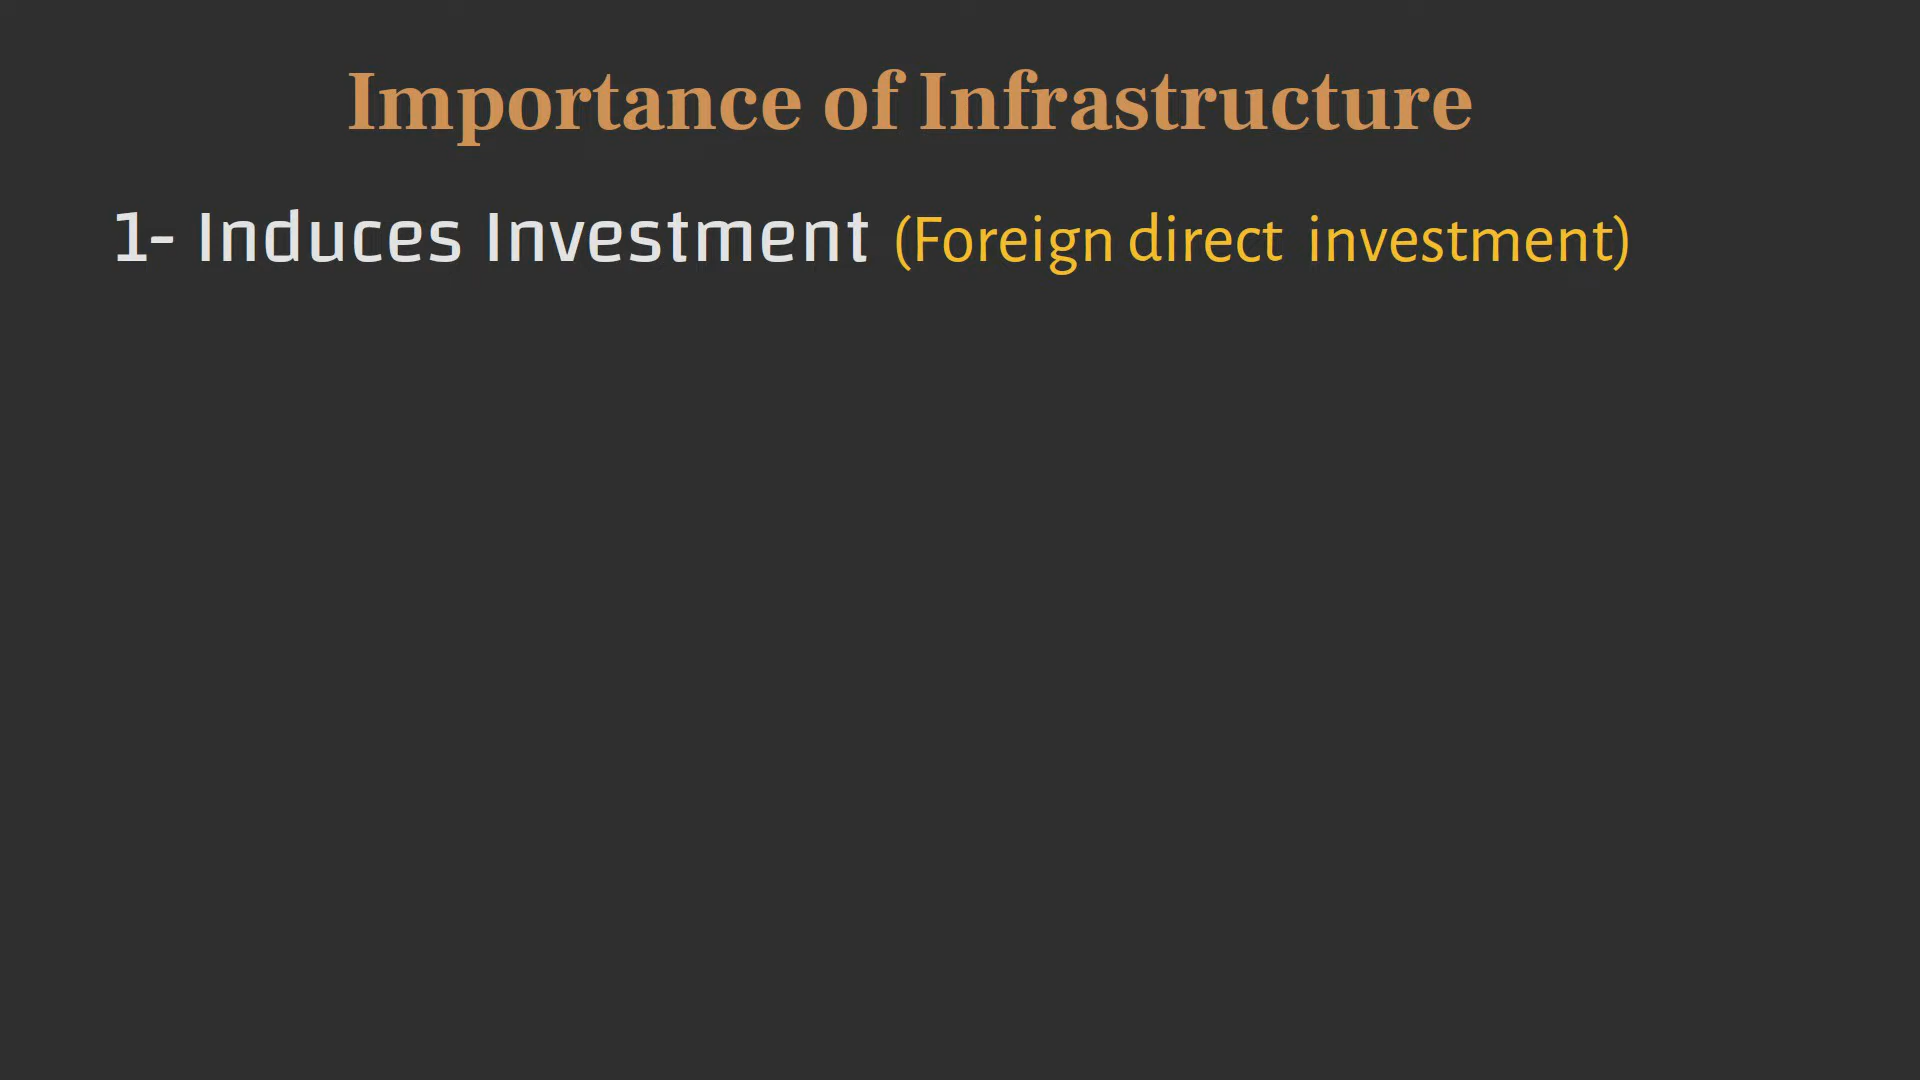 Importance of Infrastructure
1- Induces Investment (Foreign direct investment)